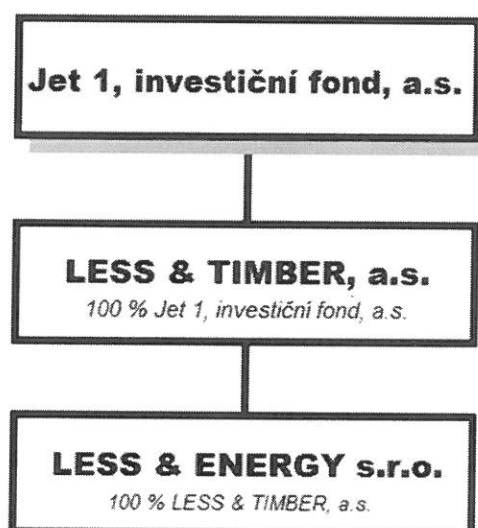 Jet 1, investiční fond, a.s.
LESS & TIMBER, a.s.
100 % Jet 1, investiční fond, a.s.
LESS & ENERGY s.r.o.
100 % LESS & TIMBER, a.s.